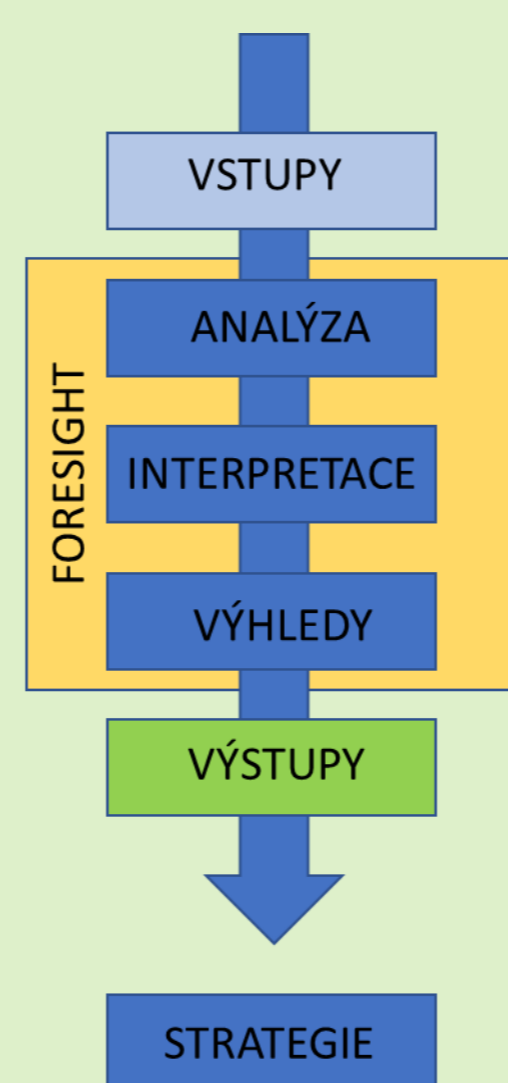 VSTUPY
FORESIGHT
ANALÝZA
INTERPRETACE
VÝHLEDY
VÝSTUPY
STRATEGIE